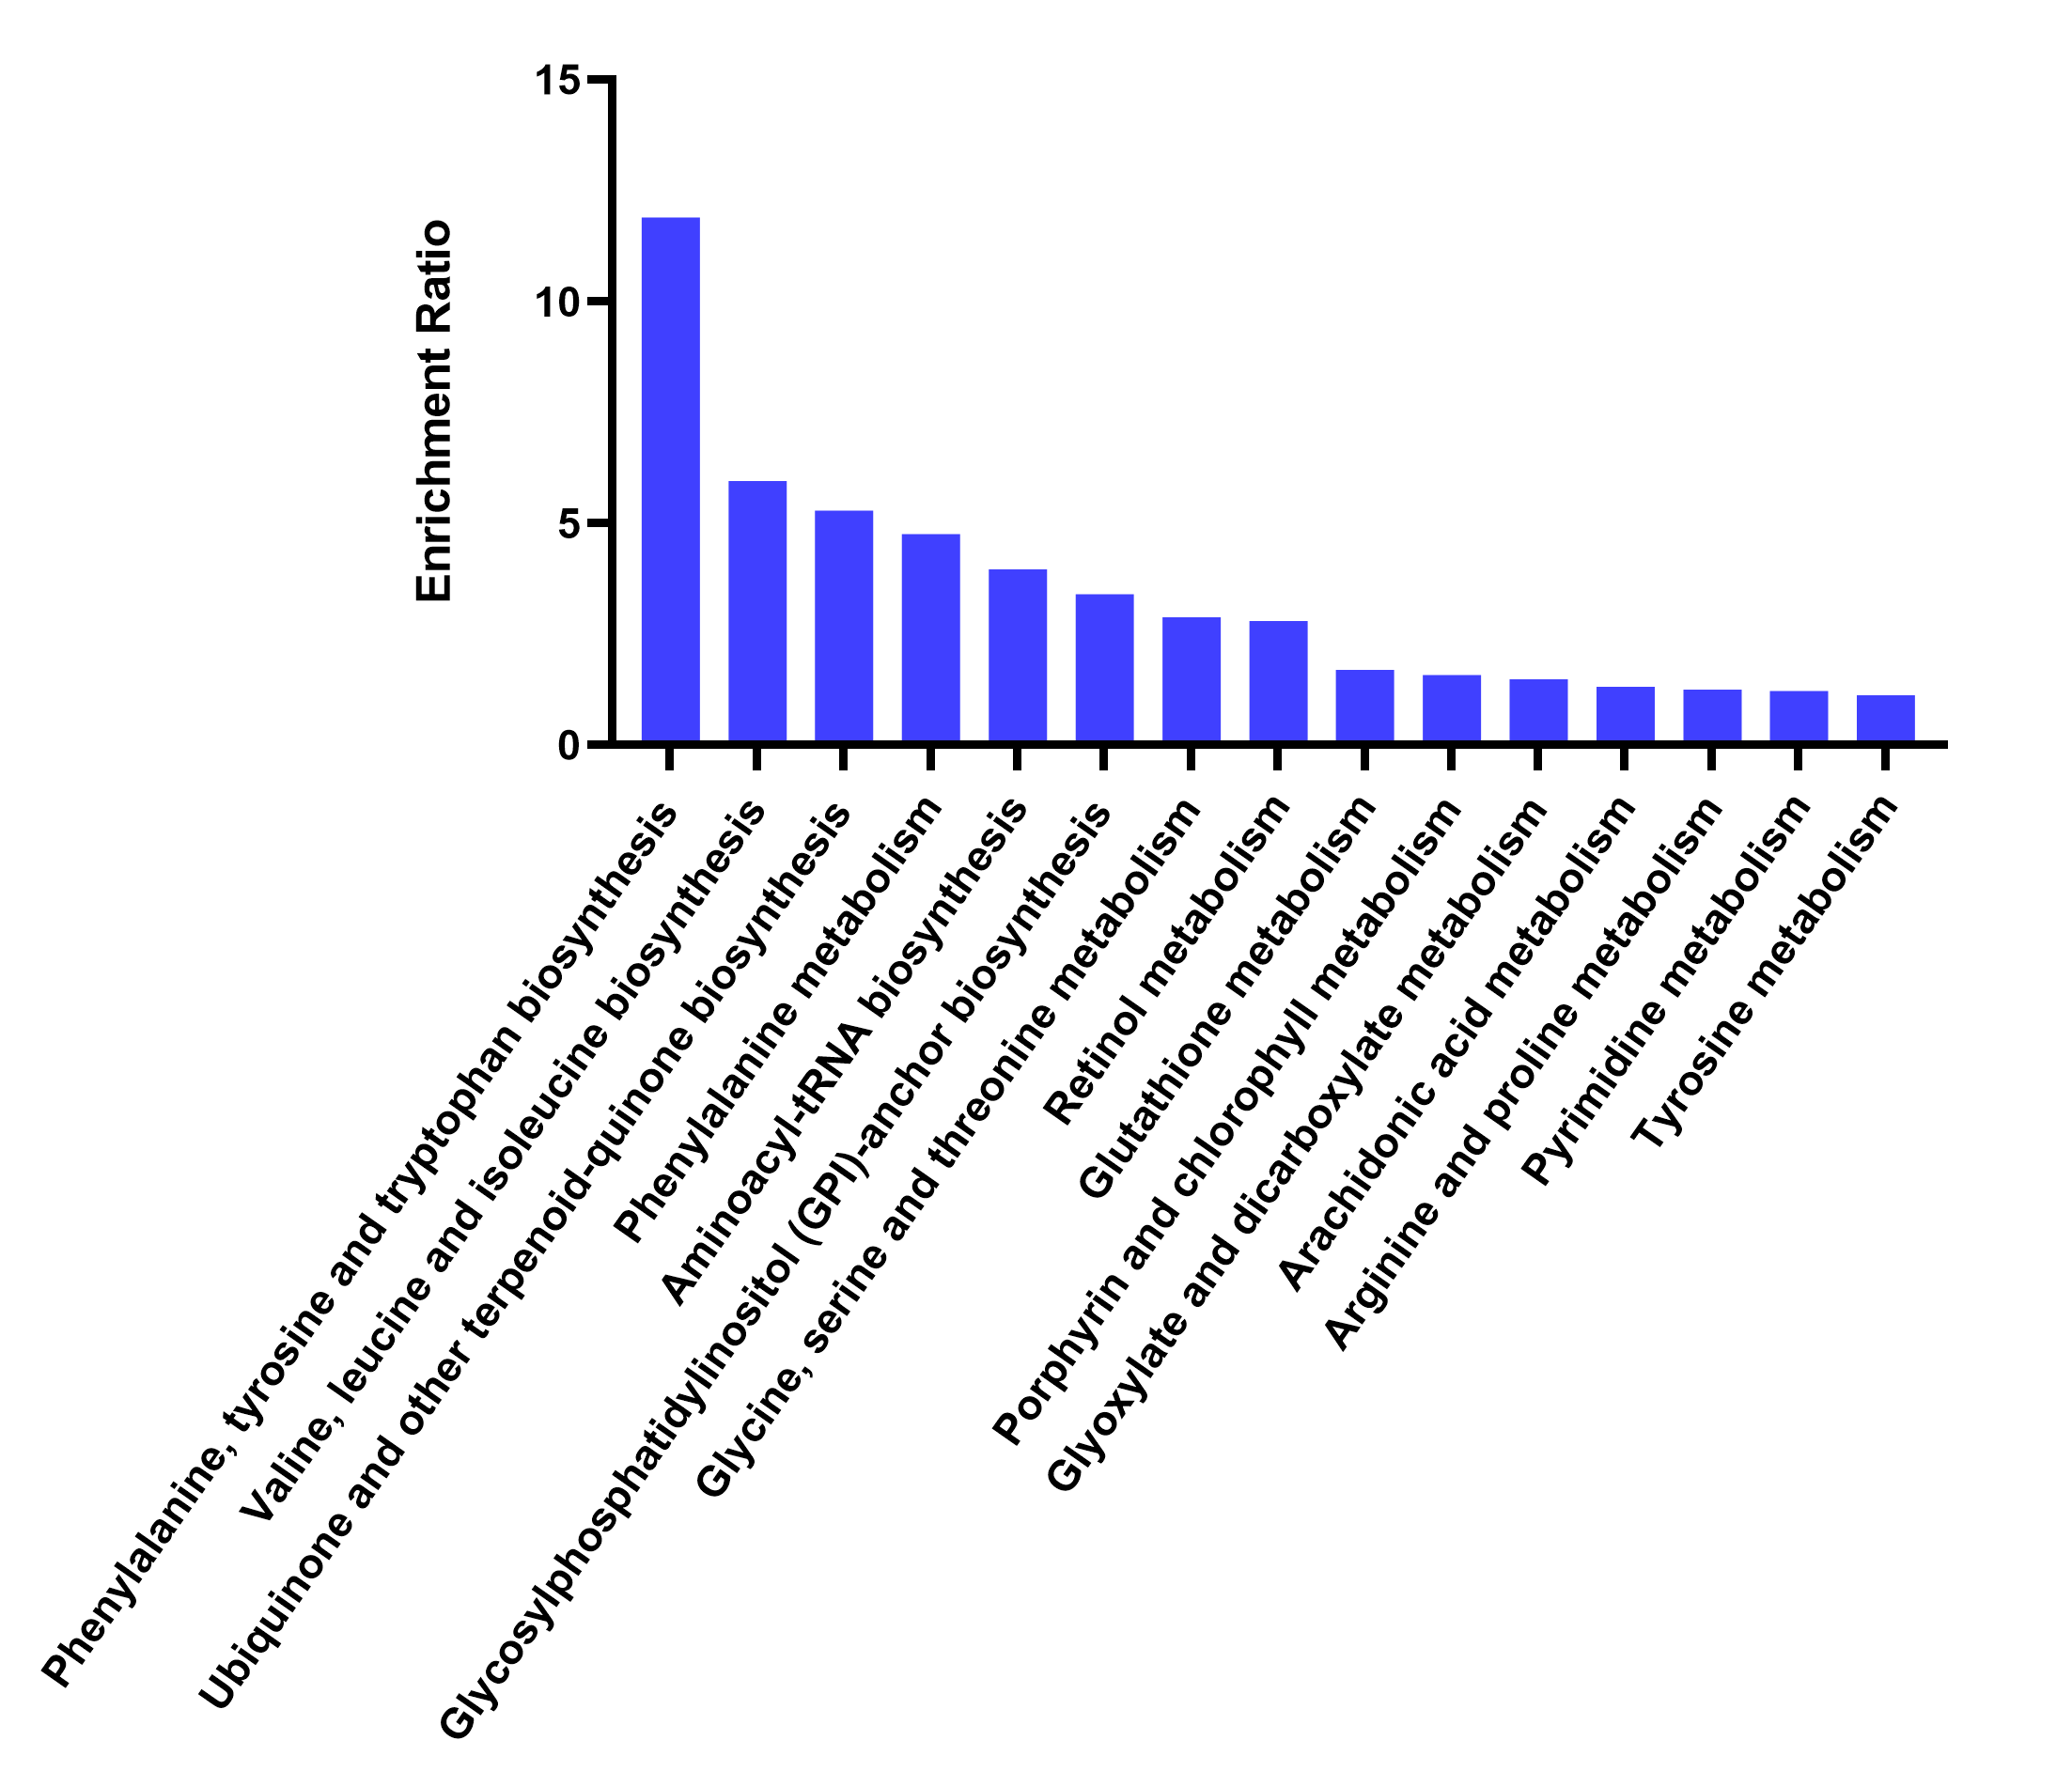 Enrichment Ratio
15
10
5
0
Phenylalanine, tyrosine and tryptophan biosynthesis
Valine, leucine and isoleucine biosynthesis
Ubiquinone and other terpenoid-quinone biosynthesis
Phenylalanine metabolism
Aminoacyl-tRNA biosynthesis
Glycosylphosphatidylinositol (GPI)-anchor biosynthesis
Glycine, serine and threonine metabolism
Retinol metabolism
Glutathione metabolism
Porphyrin and chlorophyll metabolism
Glyoxylate and dicarboxylate metabolism
Arachidonic acid metabolism
Arginine and proline metabolism
Pyrimidine metabolism
Tyrosine metabolism